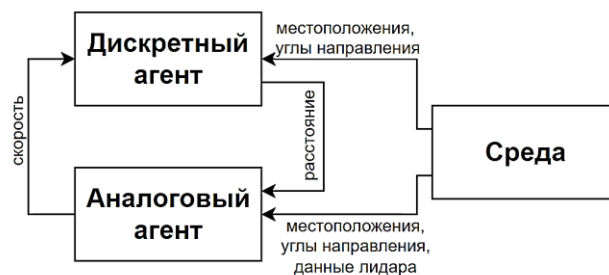 Дискретный
агент
местоположения,
углы направления
скорость
расстояние
Среда
Аналоговый
агент
местоположения,
углы направления,
данные лидара